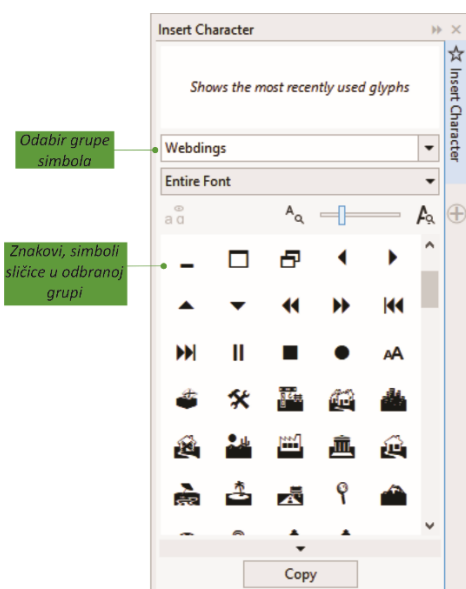 Insert Character
Shows the most recently used glyphs
Odabir grupe
simbola
Webdings
Entire Font
Znakovi, simboli
sličice u odbranoj
grupi
Copy
Insert Character